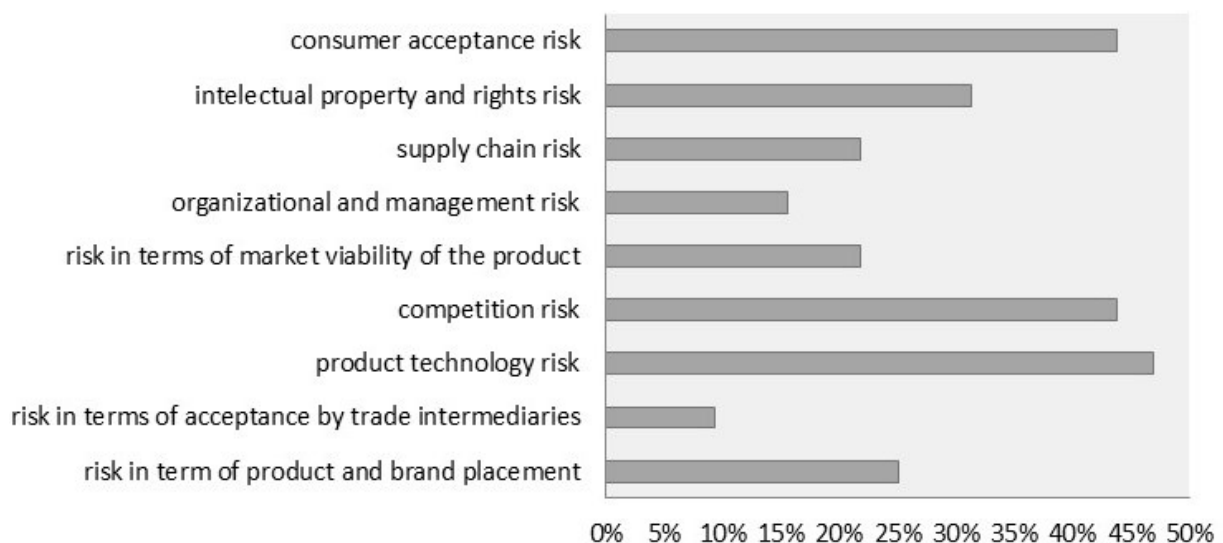 consumer acceptance risk
intelectual property and rights risk
supply chain risk
organizational and management risk
risk in terms of market viability of the product
competition risk
product technology risk
risk in terms of acceptance by trade intermediaries
risk in term of product and brand placement
0% 5% 10% 15% 20% 25% 30% 35% 40% 45% 50%